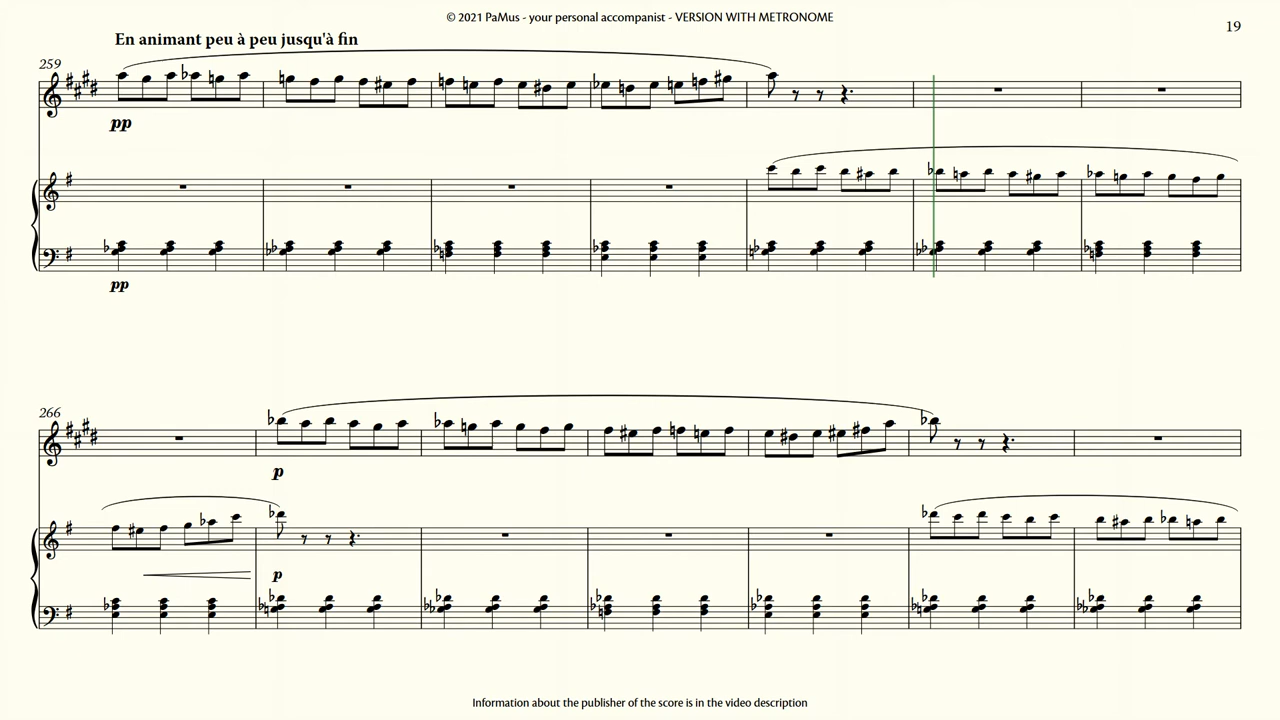 © 2021 PaMus - your personal accompanist - VERSION WITH METRONOME
19
En animant peu à peu jusqu'à fin
259
pp
pp
266
p
p
Information about the publisher of the score is in the video description